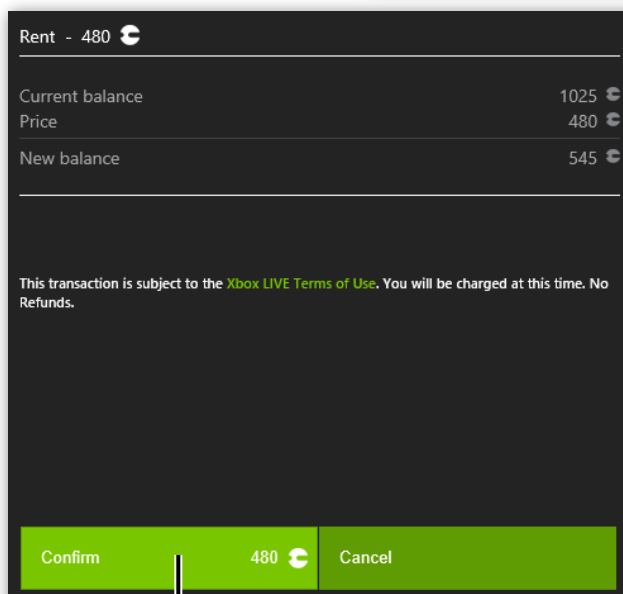 Rent - 480
Current balance 1025
Price 480
New balance 545
This transaction is subject to the Xbox LIVE Terms of Use. You will be charged at this time. No
Refunds.
Confirm 480 Cancel